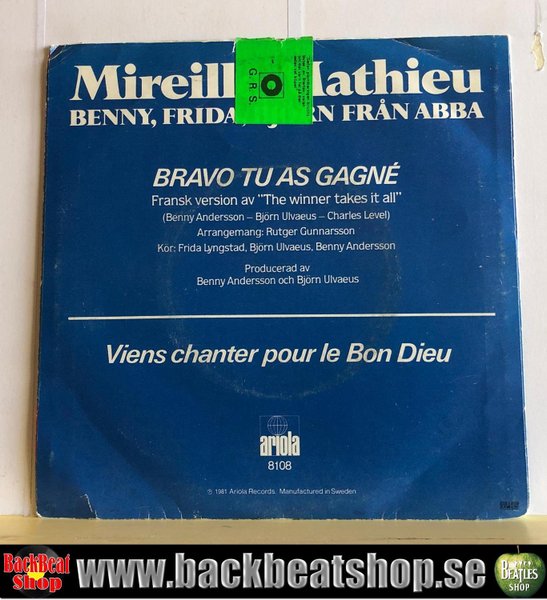 Mireill Mathieu
BENNY, FRIDA, RN FRÅN ABBA
G R S
BRAVO TU AS GAGNÉ
Fransk version av "The winner takes it all"
(Benny Andersson – Björn Ulvaeus – Charles Level)
Arrangemang: Rutger Gunnarsson
Kör: Frida Lyngstad, Björn Ulvaeus, Benny Andersson
Producerad av
Benny Andersson och Björn Ulvaeus
Viens chanter pour le Bon Dieu
ariola
8108
℗ 1981 Ariola Records. Manufactured in Sweden
BackBeat
Shop
www.backbeatshop.se
BEATLES
SHOP